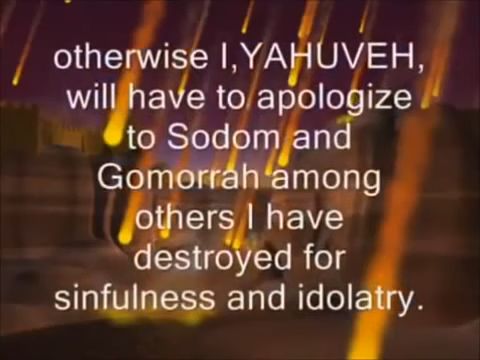 otherwise I,YAHUVEH,
will have to apologize
to Sodom and
Gomorrah among
others I have
destroyed for
sinfulness and idolatry.